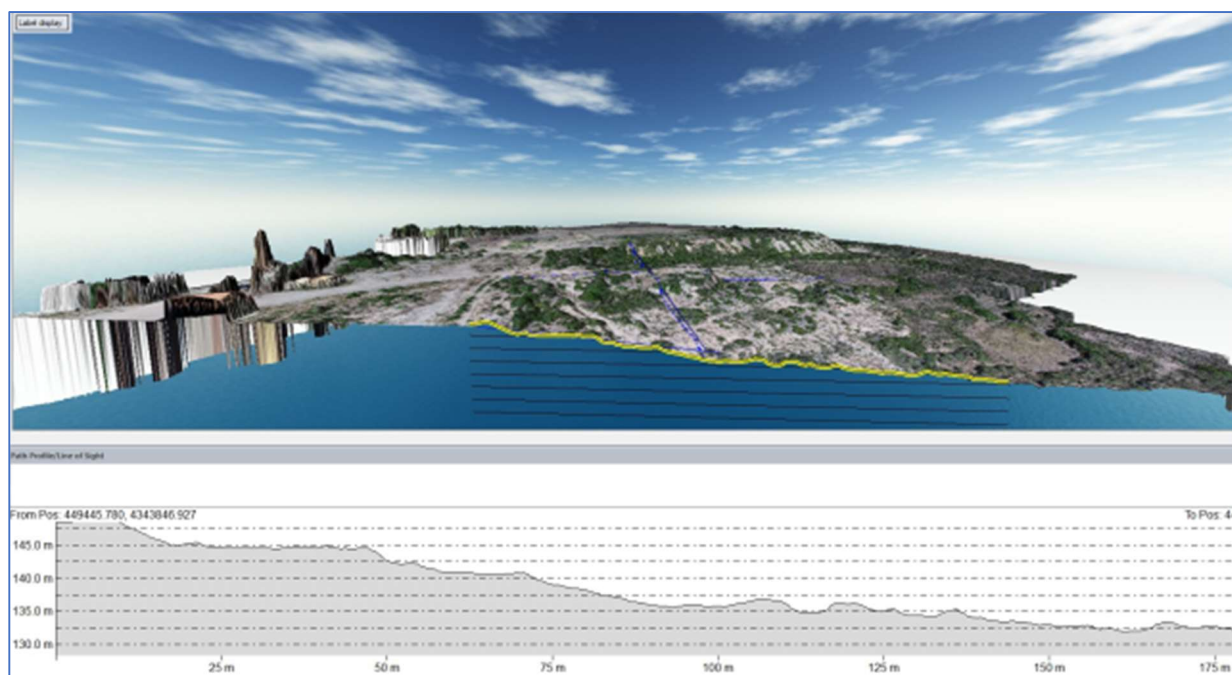 Label display
Path Profile/Line of Sight
From Pos: 449445.780, 4343846.927
To Pos: 4
145.0 m
140.0 m
135.0 m
130.0 m
25 m
50 m
75 m
100 m
125 m
150 m
175 m